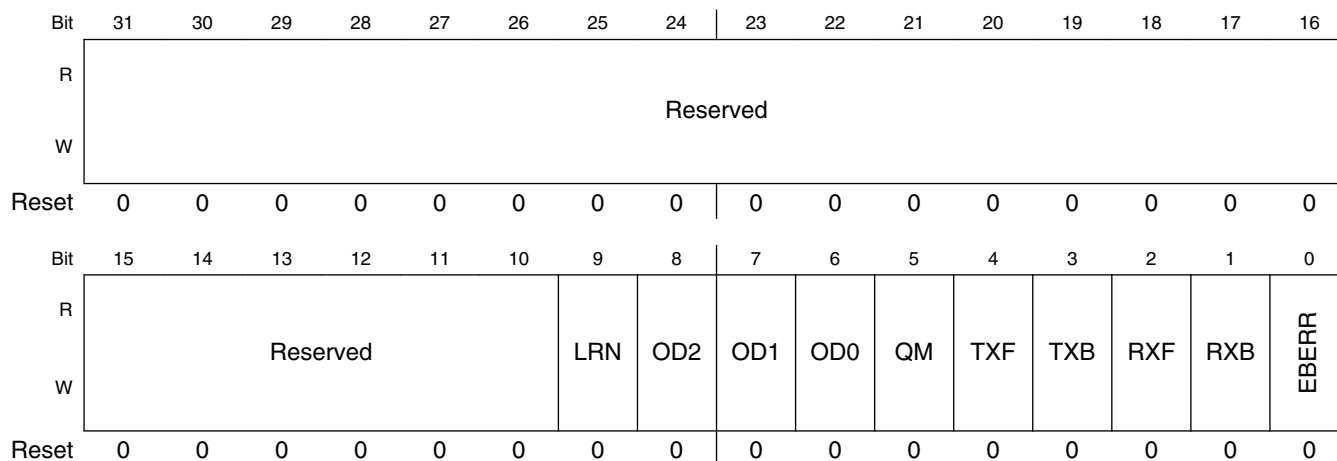 Bit 31 30 29 28 27 26 25 24 23 22 21 20 19 18 17 16
R
Reserved
W
Reset 0 0 0 0 0 0 0 0 0 0 0 0 0 0 0 0
Bit 15 14 13 12 11 10 9 8 7 6 5 4 3 2 1 0
R
Reserved LRN OD2 OD1 OD0 QM TXF TXB RXF RXB EBERR
W
Reset 0 0 0 0 0 0 0 0 0 0 0 0 0 0 0 0